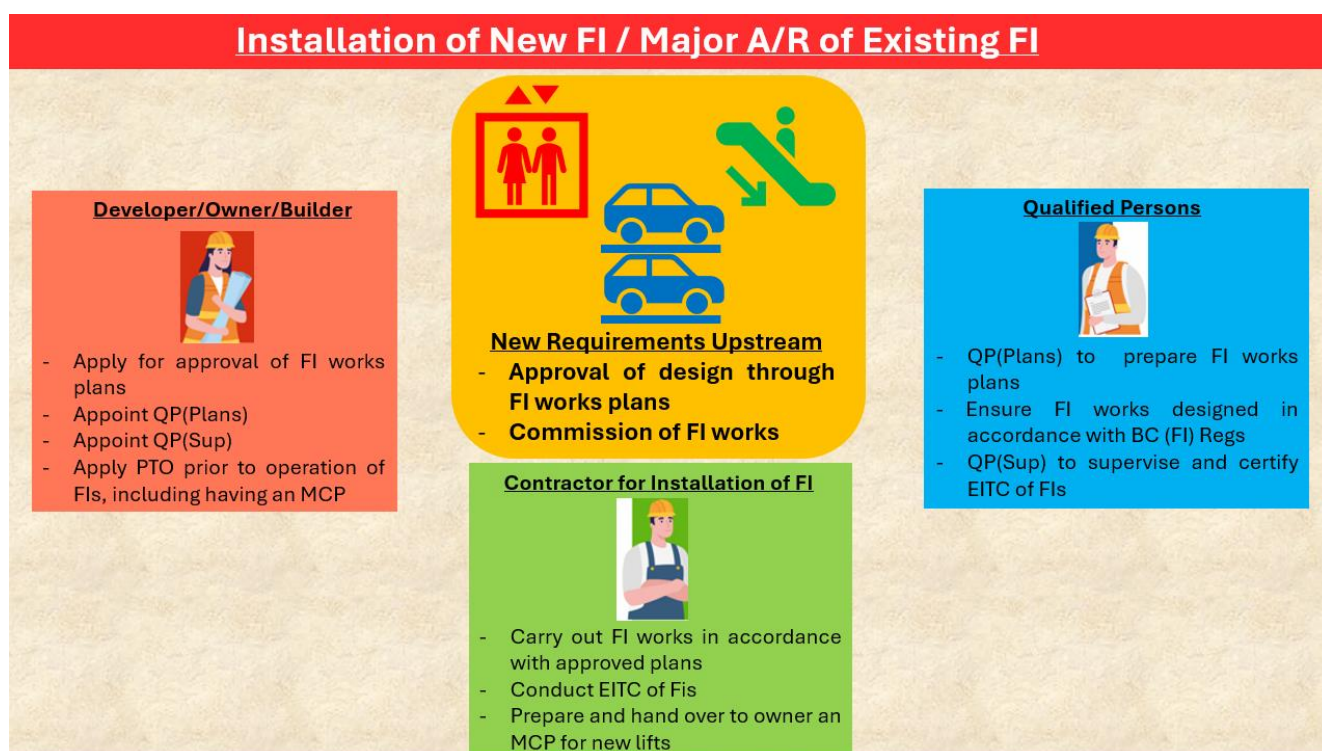 Installation of New FI / Major A/R of Existing FI
Developer/Owner/Builder
- Apply for approval of FI works
plans
- Appoint QP(Plans)
- Appoint QP(Sup)
- Apply PTO prior to operation of
FIs, including having an MCP
New Requirements Upstream
- Approval of design through
FI works plans
- Commission of FI works
Contractor for Installation of FI
- Carry out FI works in accordance
with approved plans
- Conduct EITC of Fis
- Prepare and hand over to owner an
MCP for new lifts
Qualified Persons
- QP(Plans) to prepare FI works
plans
- Ensure FI works designed in
accordance with BC (FI) Regs
- QP(Sup) to supervise and certify
EITC of FIs